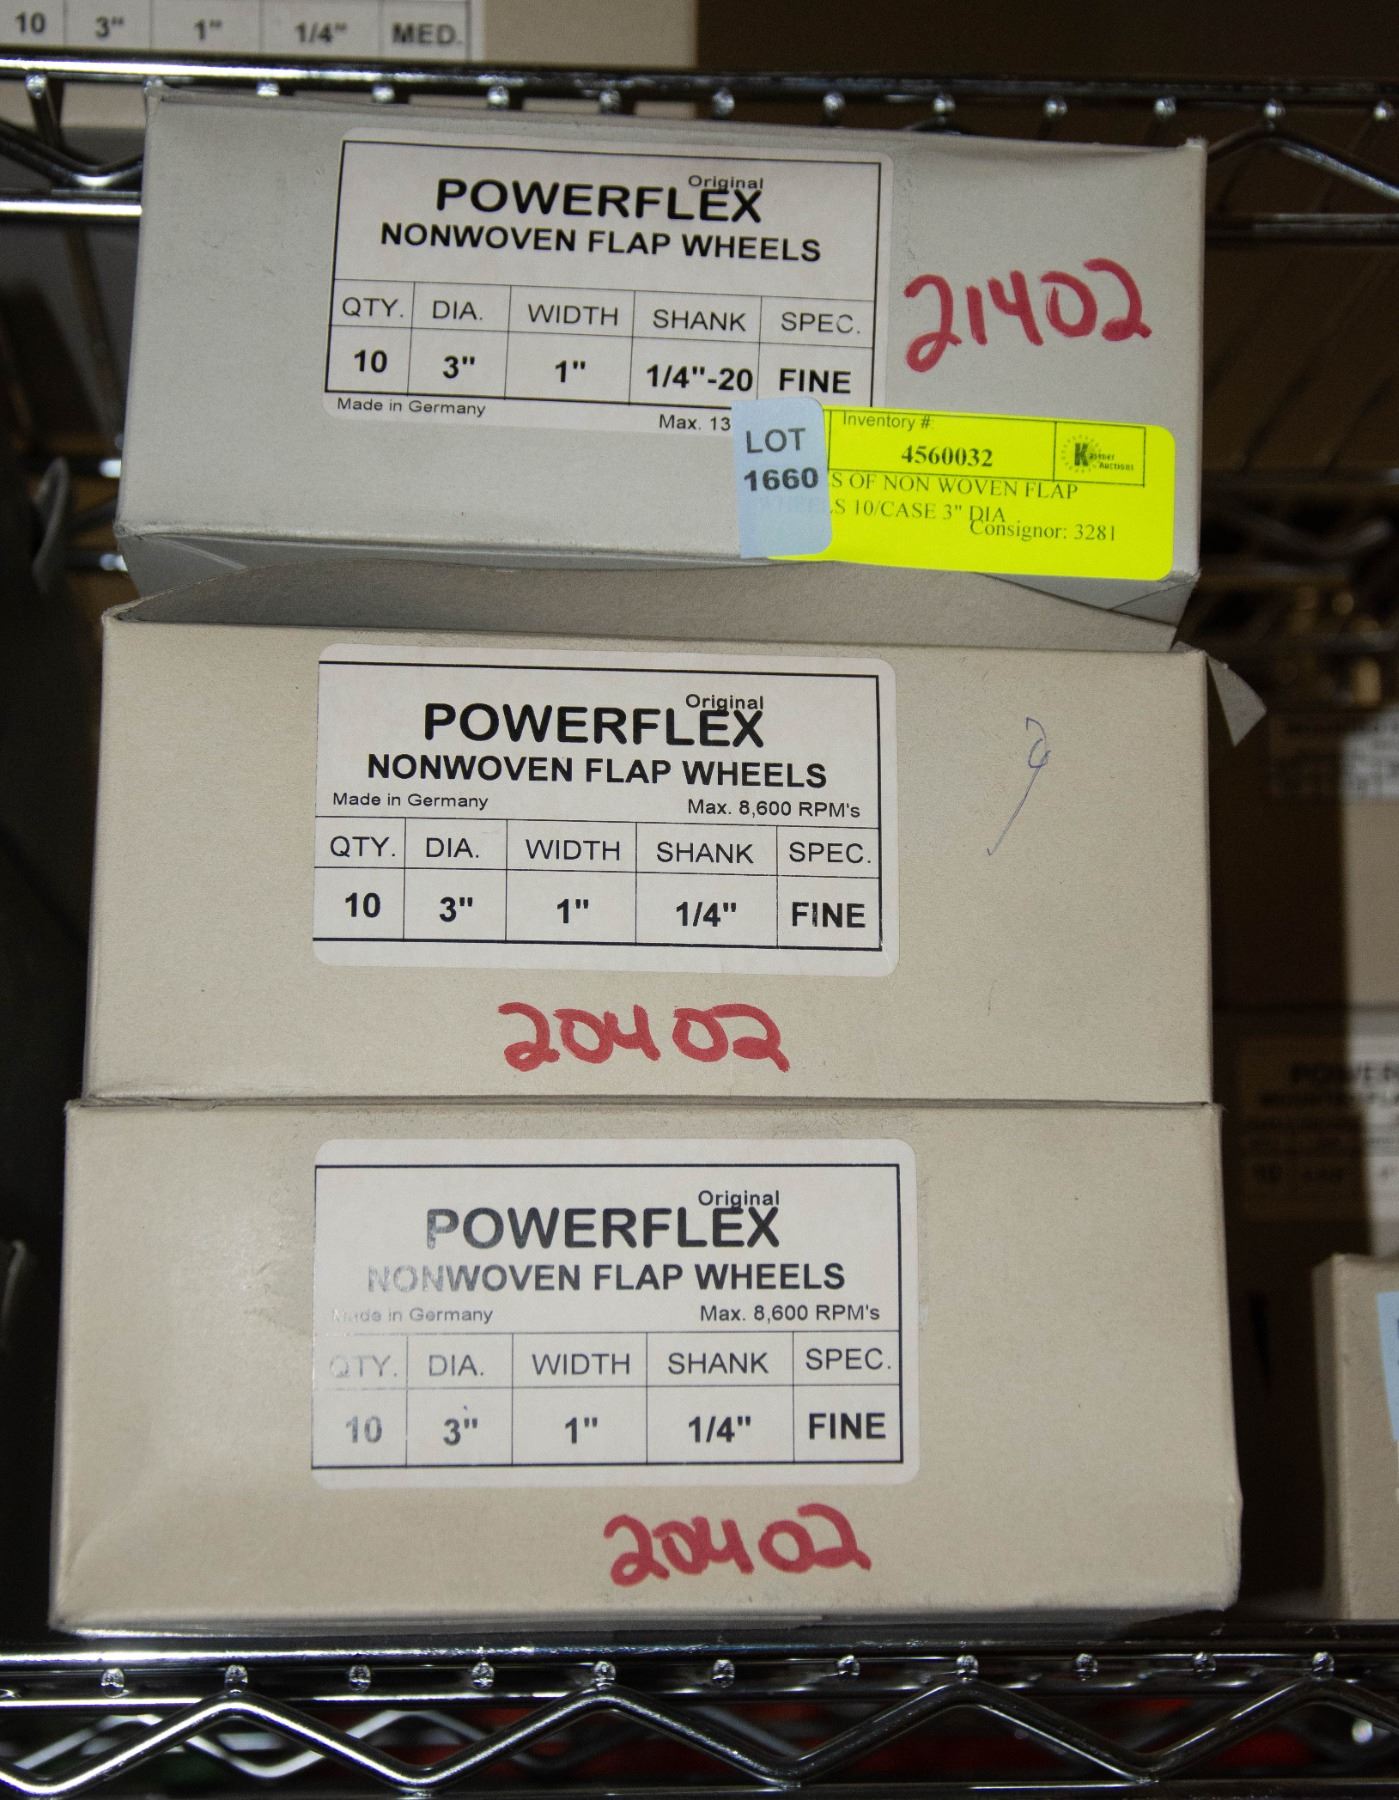 10 3" 1" 1/4" MED.
Original
POWERFLEX
NONWOVEN FLAP WHEELS
QTY. DIA. WIDTH SHANK SPEC.
10 3" 1" 1/4"-20 FINE
Made in Germany Max. 13
21402
LOT
1660
Inventory #:
4560032
Auctions
S OF NON WOVEN FLAP
S 10/CASE 3" DIA
Consignor: 3281
Original
POWERFLEX
NONWOVEN FLAP WHEELS
Made in Germany Max. 8,600 RPM's
QTY. DIA. WIDTH SHANK SPEC.
10 3" 1" 1/4" FINE
20402
Original
POWERFLEX
NONWOVEN FLAP WHEELS
Made in Germany Max. 8,600 RPM's
QTY. DIA. WIDTH SHANK SPEC.
10 3" 1" 1/4" FINE
20402